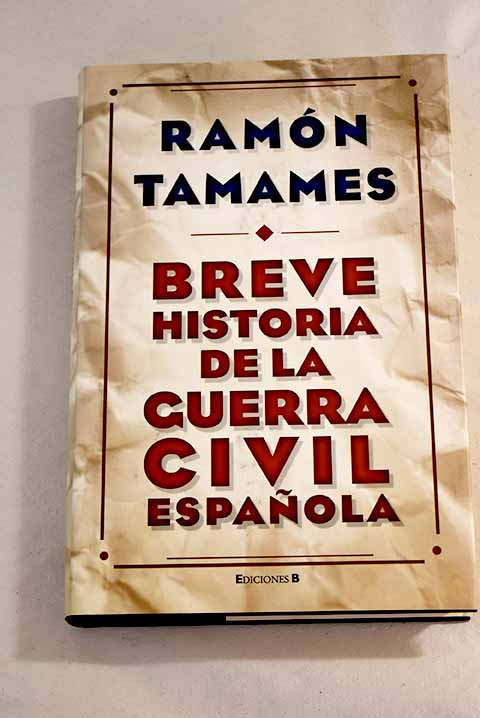 RAMÓN
TAMAMES
BREVE
HISTORIA
DE LA
GUERRA
CIVIL
ESPAÑOLA
EDICIONES B